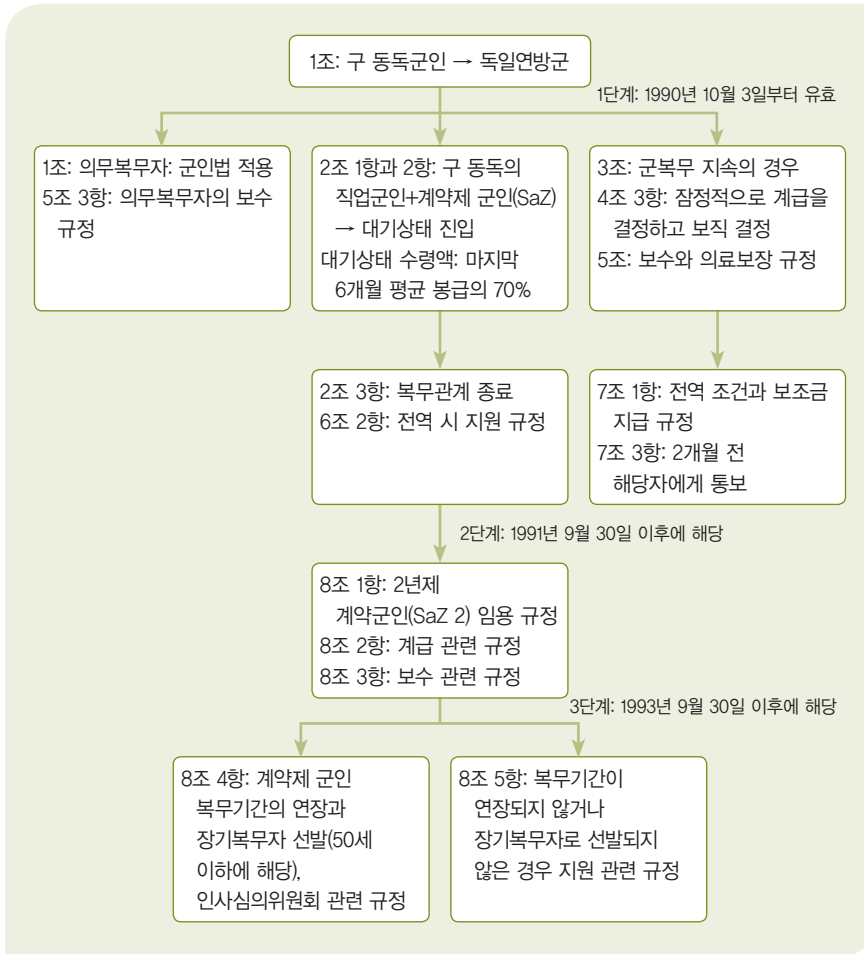 1조: 구 동독군인 → 독일연방군
1단계: 1990년 10월 3일부터 유효
1조: 의무복무자: 군인법 적용
5조 3항: 의무복무자의 보수
규정
2조 1항과 2항: 구 동독의
직업군인+계약제 군인(SaZ)
→ 대기상태 진입
대기상태 수령액: 마지막
6개월 평균 봉급의 70%
3조: 군복무 지속의 경우
4조 3항: 잠정적으로 계급을
결정하고 보직 결정
5조: 보수와 의료보장 규정
2조 3항: 복무관계 종료
6조 2항: 전역 시 지원 규정
7조 1항: 전역 조건과 보조금
지급 규정
7조 3항: 2개월 전
해당자에게 통보
2단계: 1991년 9월 30일 이후에 해당
8조 1항: 2년제
계약군인(SaZ 2) 임용 규정
8조 2항: 계급 관련 규정
8조 3항: 보수 관련 규정
3단계: 1993년 9월 30일 이후에 해당
8조 4항: 계약제 군인
복무기간의 연장과
장기복무자 선발(50세
이하에 해당),
인사심의위원회 관련 규정
8조 5항: 복무기간이
연장되지 않거나
장기복무자로 선발되지
않은 경우 지원 관련 규정